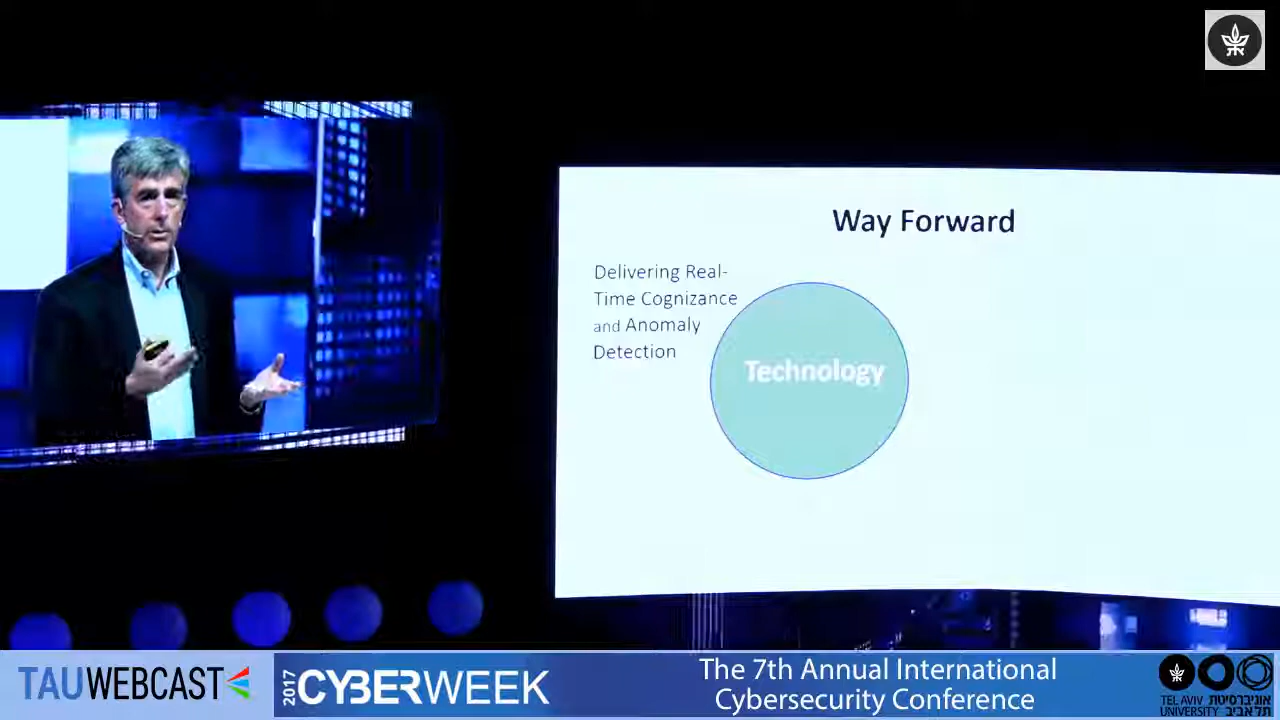 Way Forward
Delivering Real-
Time Cognizance
and Anomaly
Detection
Technology
TAUWEBCAST
2017
CYBERWEEK
The 7th Annual International
Cybersecurity Conference
TEL AVIV אוניברסיטת
UNIVERSITY תל אביב